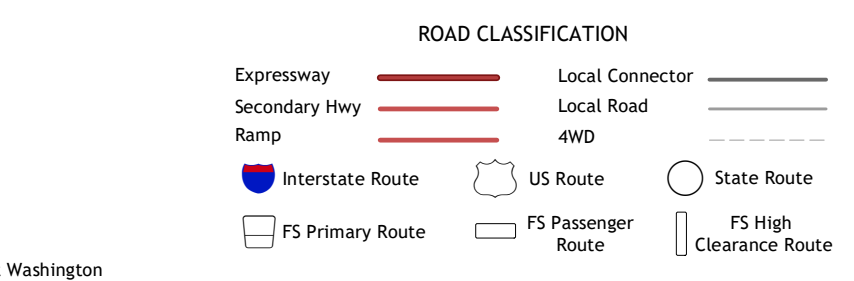 ROAD CLASSIFICATION
Expressway
Local Connector
Secondary Hwy
Local Road
Ramp
4WD
Interstate Route
US Route
State Route
FS Primary Route
FS Passenger
Route
FS High
Clearance Route
Washington